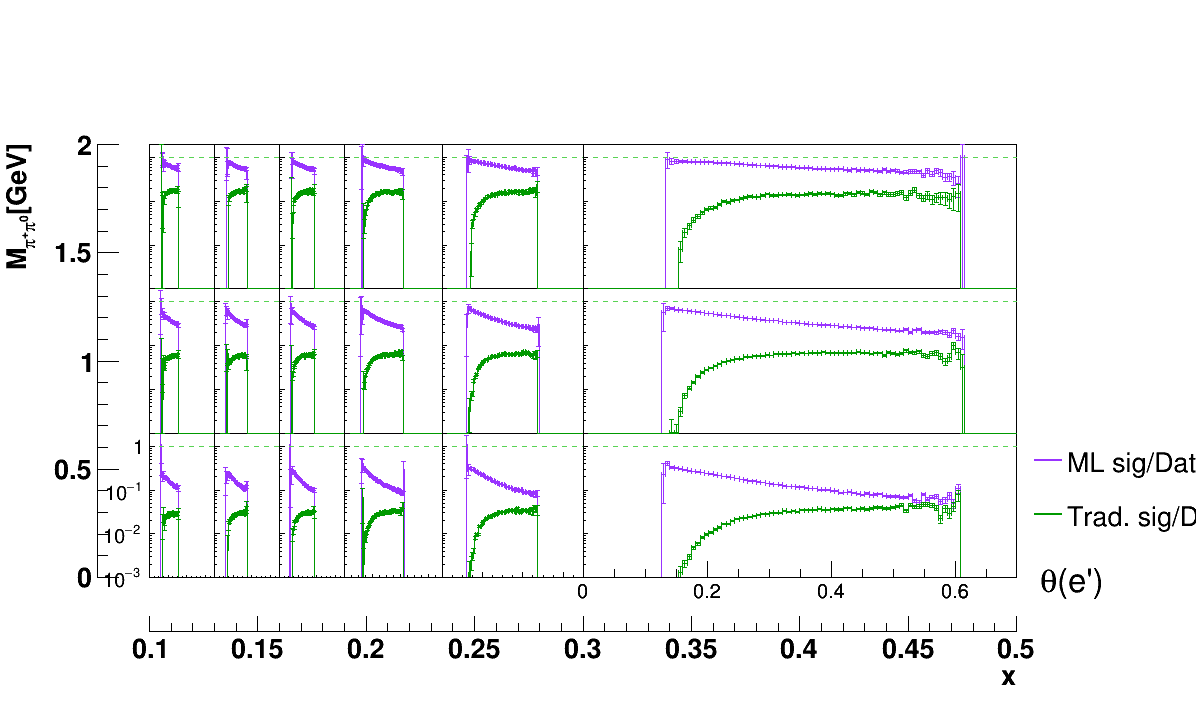 M_{π⁺π⁰}[GeV]
2
1.5
1
0.5
0
1
10⁻¹
10⁻²
10⁻³
0 0.2 0.4 0.6
θ(e')
ML sig/Dat
Trad. sig/D
0.1 0.15 0.2 0.25 0.3 0.35 0.4 0.45 0.5
x